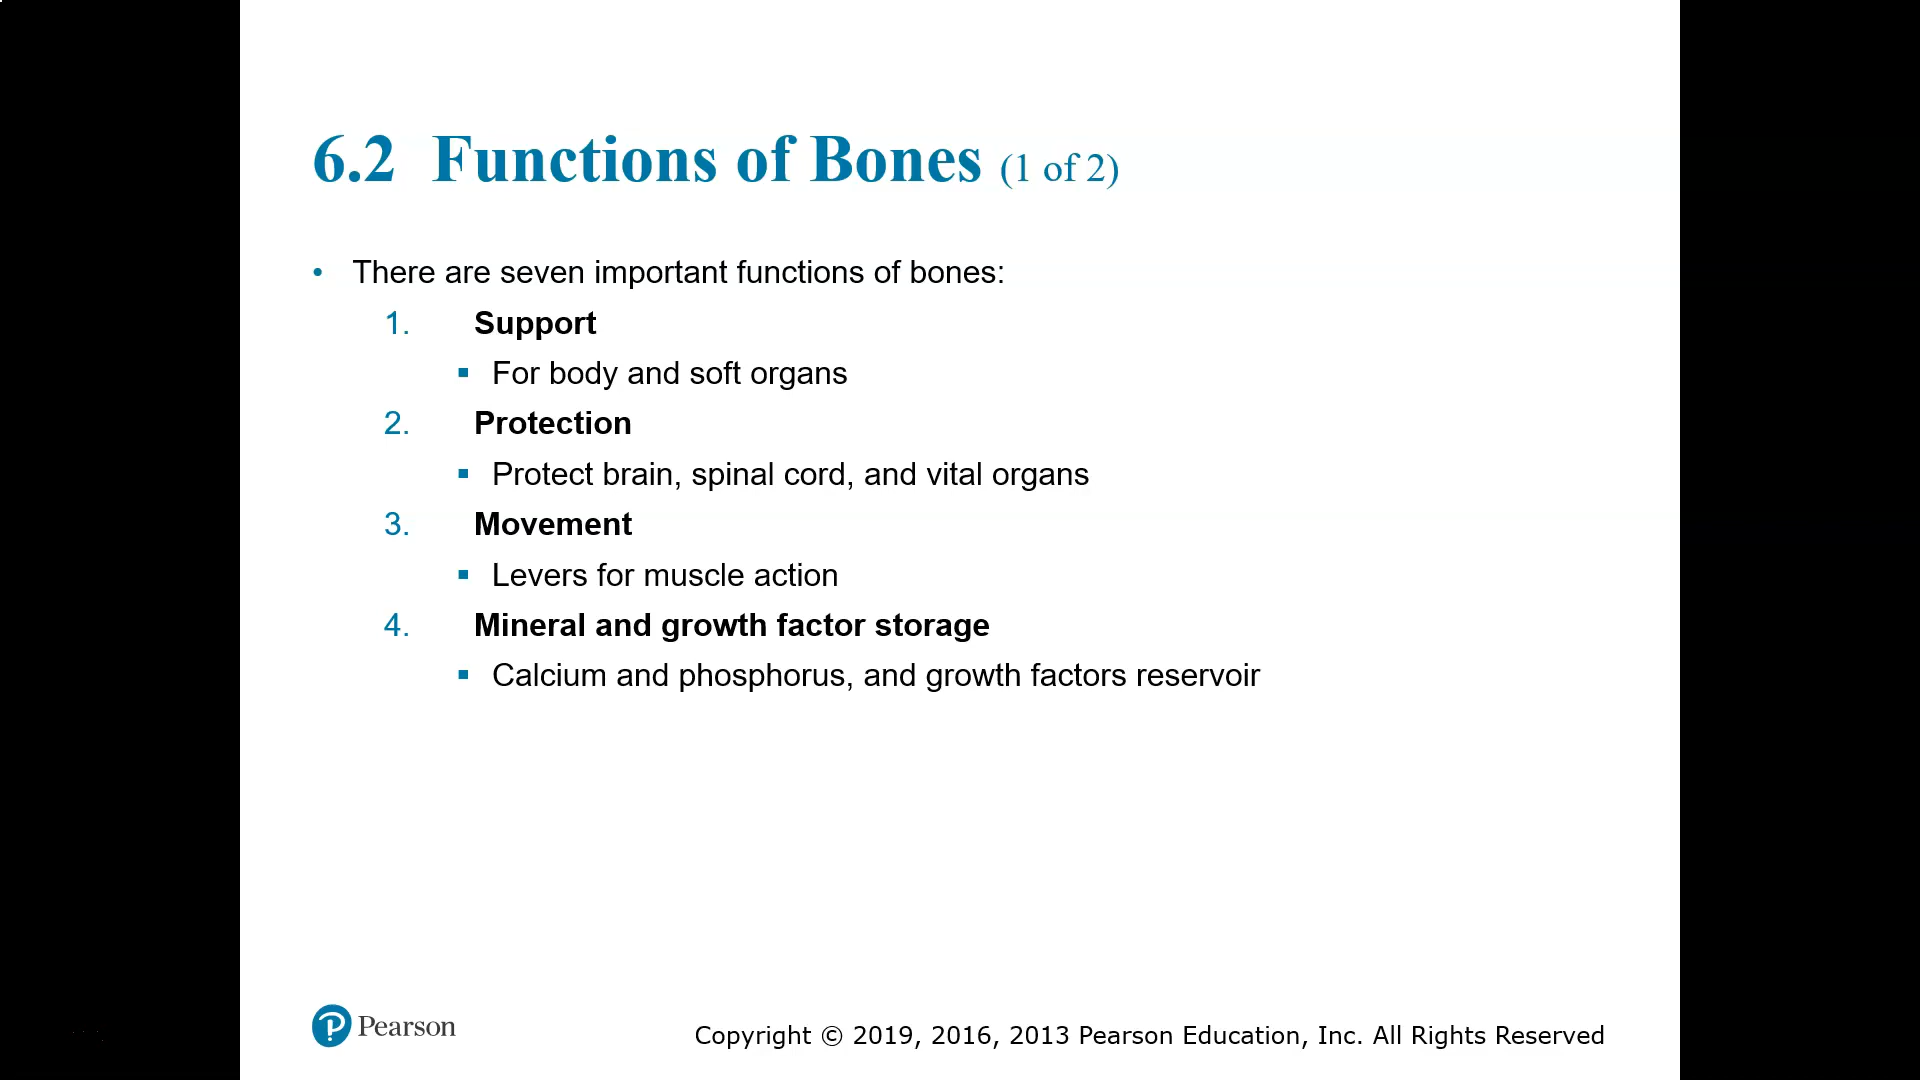 6.2 Functions of Bones (1 of 2)
• There are seven important functions of bones:
1. Support
▪ For body and soft organs
2. Protection
▪ Protect brain, spinal cord, and vital organs
3. Movement
▪ Levers for muscle action
4. Mineral and growth factor storage
▪ Calcium and phosphorus, and growth factors reservoir
Pearson
Copyright © 2019, 2016, 2013 Pearson Education, Inc. All Rights Reserved